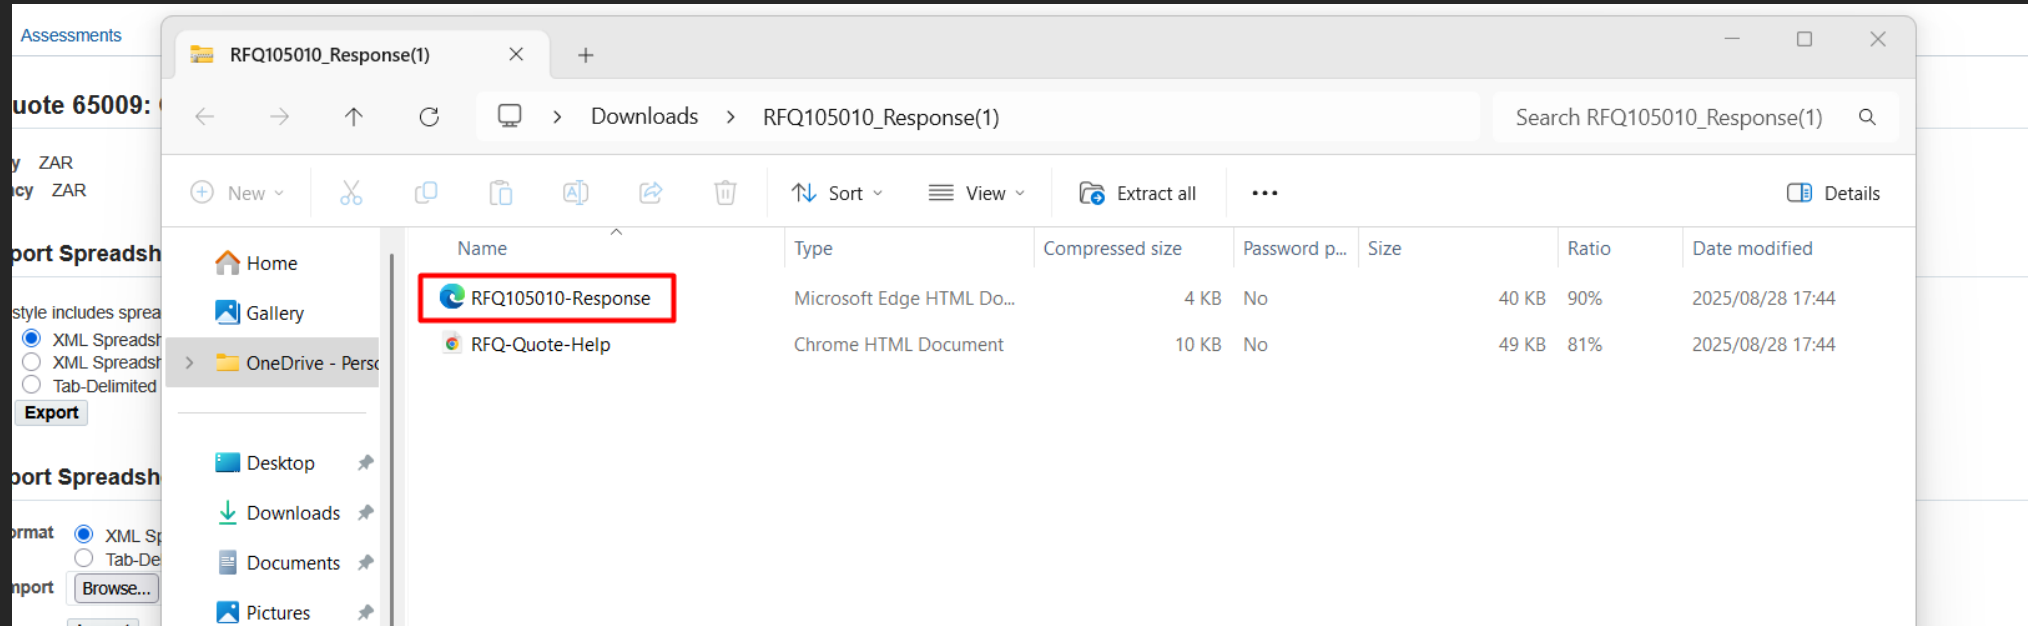 Assessments
RFQ105010_Response(1)
uote 65009:
Downloads
RFQ105010_Response(1)
Search RFQ105010_Response(1)
y ZAR
cy ZAR
New
Sort
View
Extract all
Details
port Spreadsh
Name
Type
Compressed size
Password p...
Size
Ratio
Date modified
Home
Gallery
OneDrive - Perso
RFQ105010-Response
Microsoft Edge HTML Do...
4 KB
No
40 KB
90%
2025/08/28 17:44
RFQ-Quote-Help
Chrome HTML Document
10 KB
No
49 KB
81%
2025/08/28 17:44
style includes sprea
XML Spreadsh
XML Spreadsh
Tab-Delimited
Export
Desktop
Downloads
Documents
Pictures
port Spreadsh
ormat
XML Sp
Tab-De
mport
Browse...